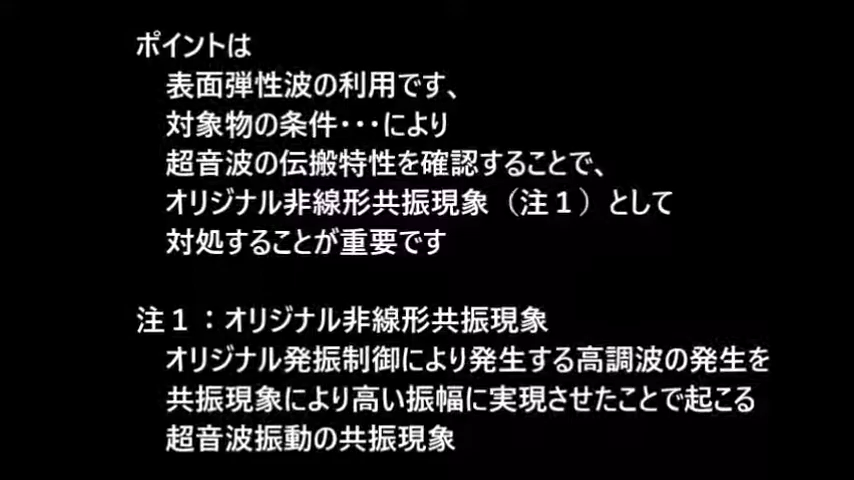 ポイントは
表面弾性波の利用です、
対象物の条件・・・により
超音波の伝搬特性を確認することで、
オリジナル非線形共振現象（注１）として
対処することが重要です
注１：オリジナル非線形共振現象
オリジナル発振制御により発生する高調波の発生を
共振現象により高い振幅に実現させたことで起こる
超音波振動の共振現象